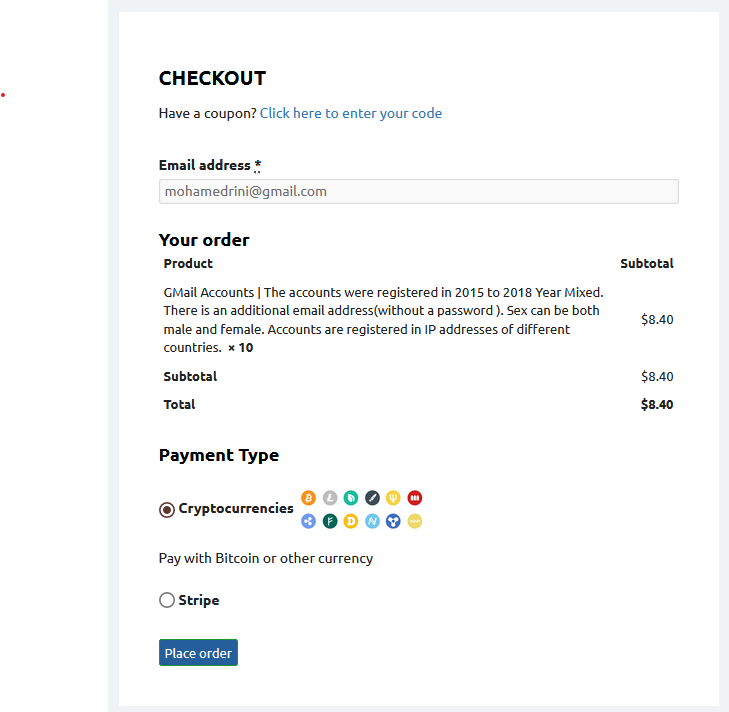 CHECKOUT
Have a coupon? Click here to enter your code
Email address *
mohamedrini@gmail.com
Your order
Product Subtotal
GMail Accounts | The accounts were registered in 2015 to 2018 Year Mixed.
There is an additional email address(without a password ). Sex can be both
male and female. Accounts are registered in IP addresses of different
countries. × 10
$8.40
Subtotal $8.40
Total $8.40
Payment Type
Cryptocurrencies
Pay with Bitcoin or other currency
Stripe
Place order